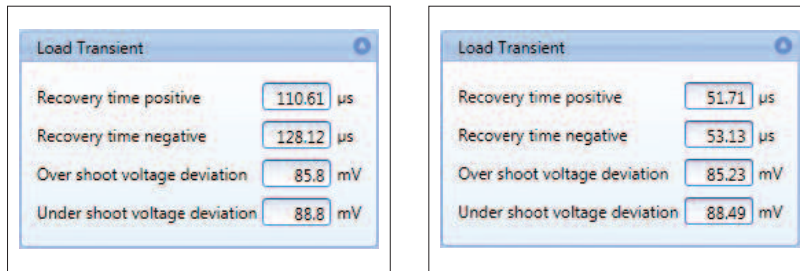 Load Transient
Recovery time positive 110.61 µs
Recovery time negative 128.12 µs
Over shoot voltage deviation 85.8 mV
Under shoot voltage deviation 88.8 mV
Load Transient
Recovery time positive 51.71 µs
Recovery time negative 53.13 µs
Over shoot voltage deviation 85.23 mV
Under shoot voltage deviation 88.49 mV